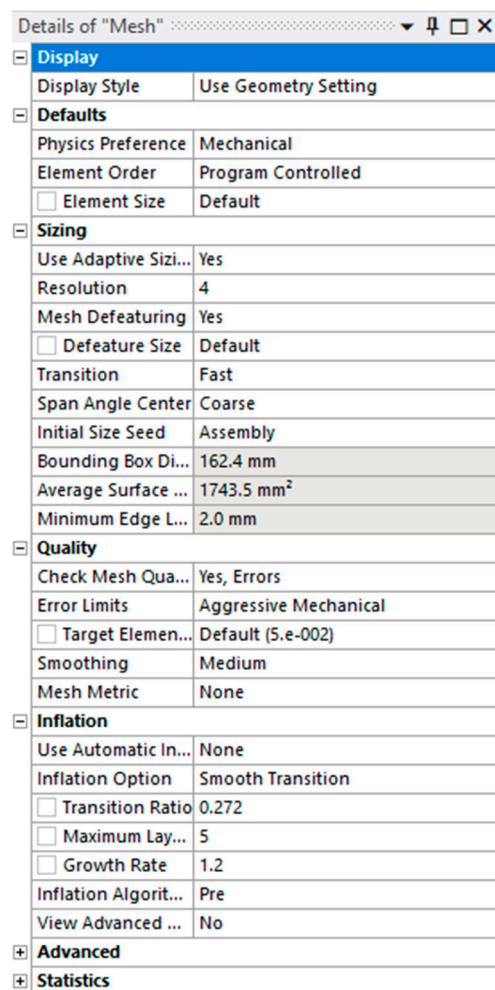 Details of "Mesh"
Display
Display Style Use Geometry Setting
Defaults
Physics Preference Mechanical
Element Order Program Controlled
Element Size Default
Sizing
Use Adaptive Sizi... Yes
Resolution 4
Mesh Defeaturing Yes
Defeature Size Default
Transition Fast
Span Angle Center Coarse
Initial Size Seed Assembly
Bounding Box Di... 162.4 mm
Average Surface ... 1743.5 mm²
Minimum Edge L... 2.0 mm
Quality
Check Mesh Qua... Yes, Errors
Error Limits Aggressive Mechanical
Target Elemen... Default (5.e-002)
Smoothing Medium
Mesh Metric None
Inflation
Use Automatic In... None
Inflation Option Smooth Transition
Transition Ratio 0.272
Maximum Lay... 5
Growth Rate 1.2
Inflation Algorit... Pre
View Advanced ... No
Advanced
Statistics